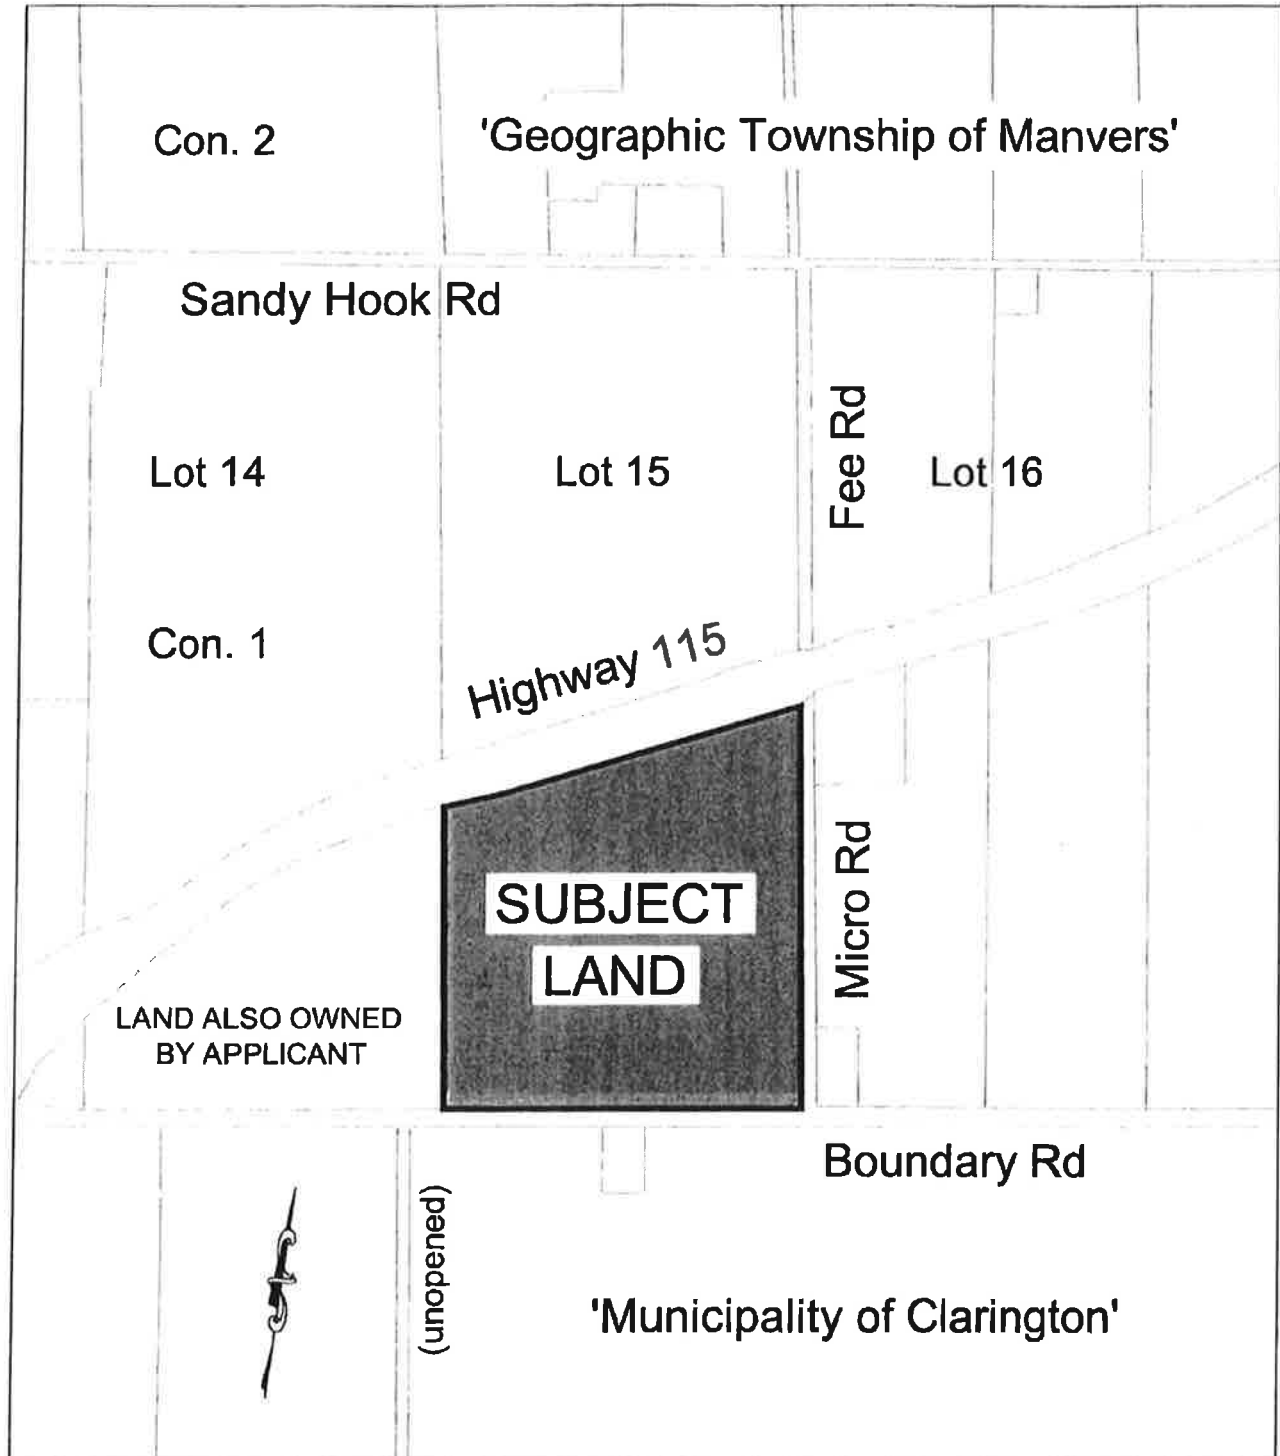 Con. 2
'Geographic Township of Manvers'
Sandy Hook Rd
Lot 14
Lot 15
Fee Rd
Lot 16
Con. 1
Highway 115
SUBJECT
LAND
Micro Rd
LAND ALSO OWNED
BY APPLICANT
Boundary Rd
(unopened)
'Municipality of Clarington'